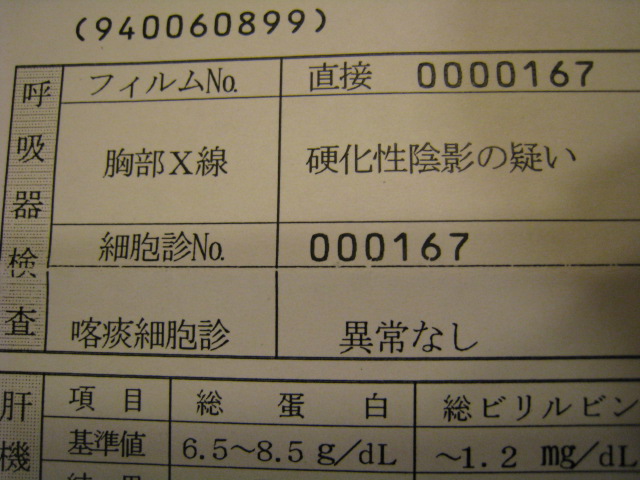 (940060899)
呼吸器検査
フィルムNo. 直接 0000167
胸部X線 硬化性陰影の疑い
細胞診No. 000167
喀痰細胞診 異常なし
肝機
項目 総蛋白 総ビリルビン
基準値 6.5〜8.5 g/dL 〜1.2 mg/dL